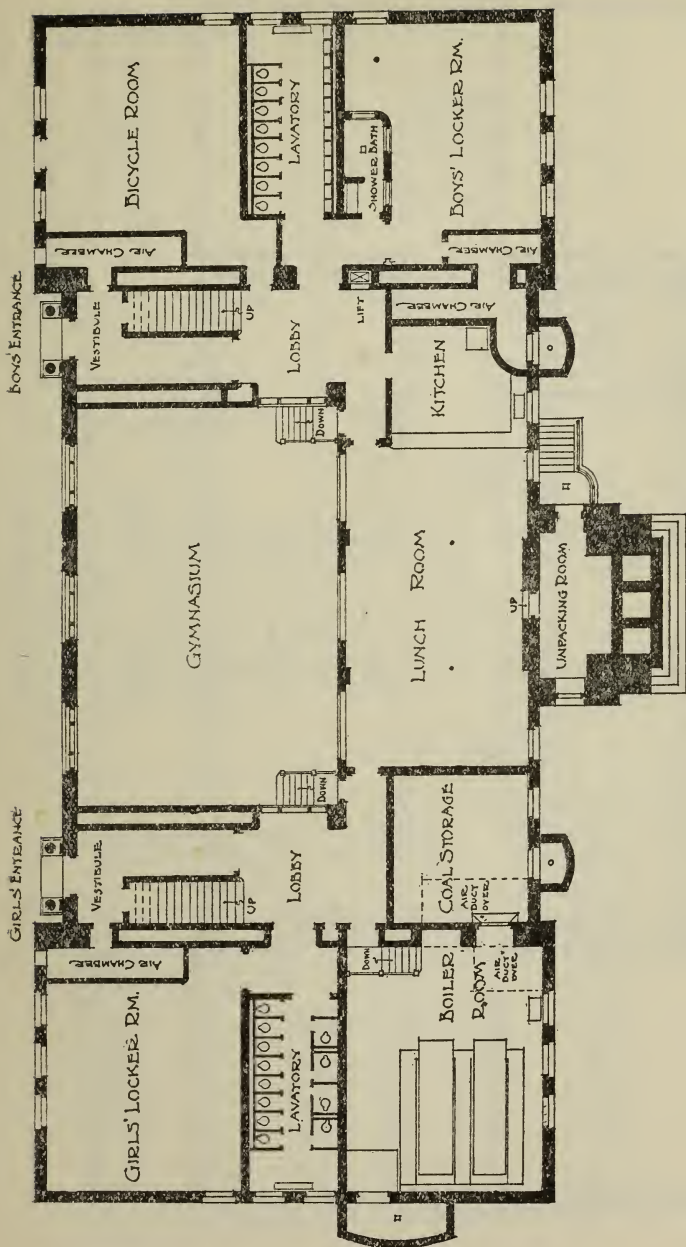 GIRLS' ENTRANCE
BOYS' ENTRANCE
AIR CHAMBER
AIR CHAMBER
VESTIBULE
VESTIBULE
GIRLS' LOCKER RM.
BICYCLE ROOM
GYMNASIUM
UP
UP
LAVATORY
LOBBY
LOBBY
LAVATORY
DOWN
DOWN
DOWN
LIFT
SHOWER BATH
LUNCH ROOM
BOILER
ROOM
COAL STORAGE
KITCHEN
BOYS' LOCKER RM.
AIR
DUCT
OVER
AIR
DUCT
OVER
AIR CHAMBER
AIR CHAMBER
UP
UNPACKING ROOM